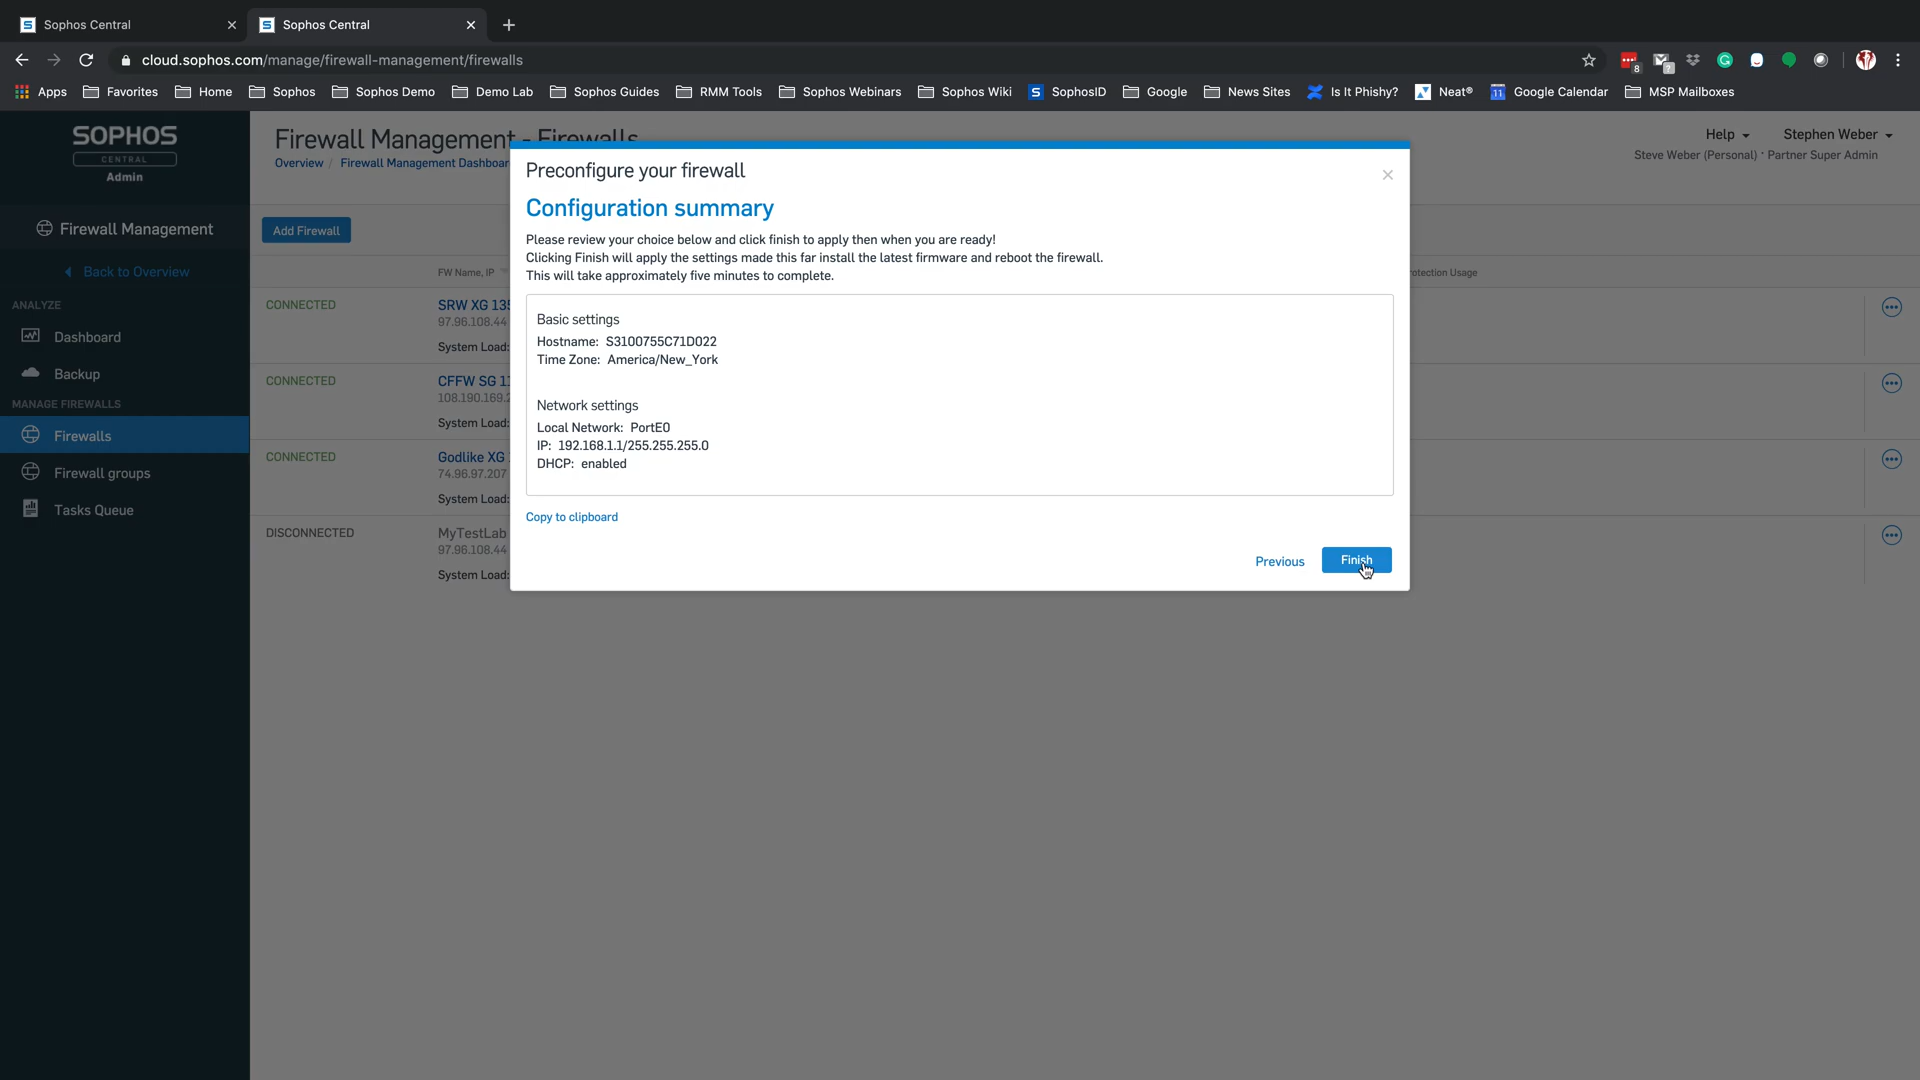 Sophos Central
Sophos Central
cloud.sophos.com/manage/firewall-management/firewalls
8
?
Apps
Favorites
Home
Sophos
Sophos Demo
Demo Lab
Sophos Guides
RMM Tools
Sophos Webinars
Sophos Wiki
SophosID
Google
News Sites
Is It Phishy?
Neat®
Google Calendar
MSP Mailboxes
SOPHOS
CENTRAL
Admin
Firewall Management
Back to Overview
ANALYZE
Dashboard
Backup
MANAGE FIREWALLS
Firewalls
Firewall groups
Tasks Queue
Firewall Management - Firewalls
Overview / Firewall Management Dashboar
Help
Stephen Weber
Steve Weber (Personal) · Partner Super Admin
Add Firewall
FW Name, IP
otection Usage
CONNECTED
SRW XG 135
97.96.108.44
System Load:
CONNECTED
CFFW SG 11
108.190.169.2
System Load:
CONNECTED
Godlike XG
74.96.97.207
System Load:
DISCONNECTED
MyTestLab
97.96.108.44
System Load:
Preconfigure your firewall
Configuration summary
Please review your choice below and click finish to apply then when you are ready!
Clicking Finish will apply the settings made this far install the latest firmware and reboot the firewall.
This will take approximately five minutes to complete.
Basic settings
Hostname: S3100755C71D022
Time Zone: America/New_York
Network settings
Local Network: PortE0
IP: 192.168.1.1/255.255.255.0
DHCP: enabled
Copy to clipboard
Previous
Finish